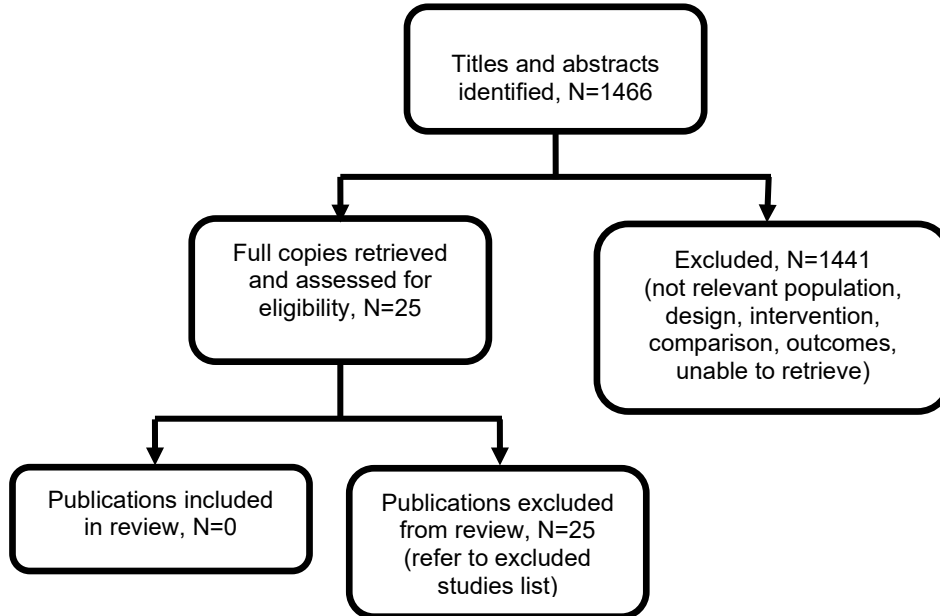 Titles and abstracts
identified, N=1466
Full copies retrieved
and assessed for
eligibility, N=25
Excluded, N=1441
(not relevant population,
design, intervention,
comparison, outcomes,
unable to retrieve)
Publications included
in review, N=0
Publications excluded
from review, N=25
(refer to excluded
studies list)